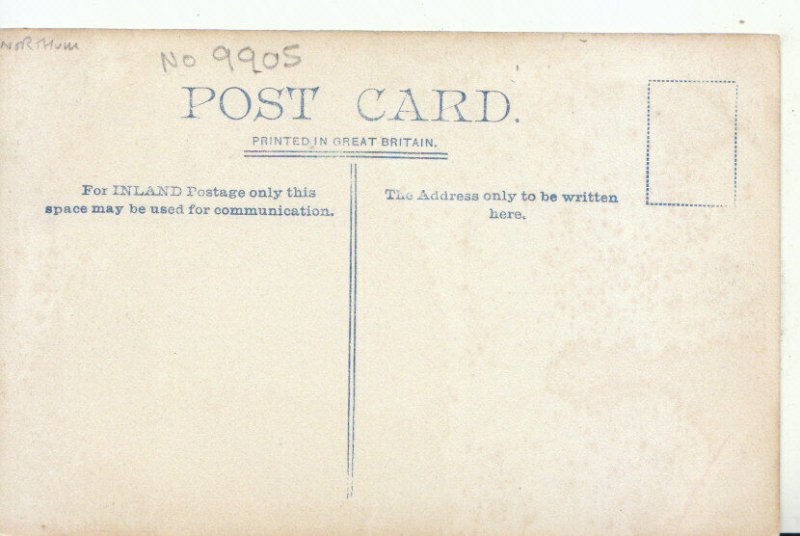 NORTHUM
No 9905
POST CARD.
PRINTED IN GREAT BRITAIN.
For INLAND Postage only this
space may be used for communication.
The Address only to be written
here.